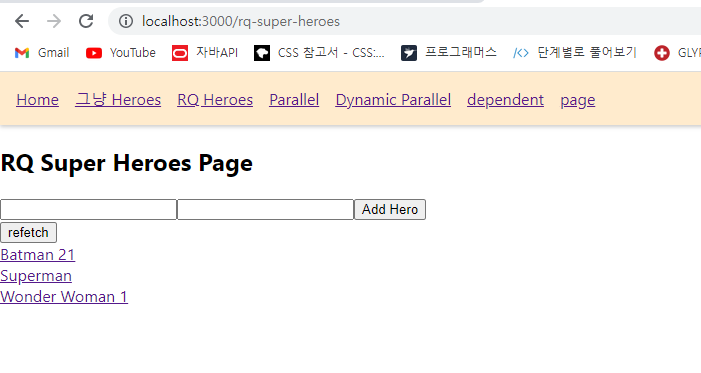 localhost:3000/rq-super-heroes
Gmail YouTube 자바API CSS 참고서 - CSS:... 프로그래머스 단계별로 풀어보기 GLYP
Home 그냥 Heroes RQ Heroes Parallel Dynamic Parallel dependent page
RQ Super Heroes Page
Add Hero
refetch
Batman 21
Superman
Wonder Woman 1